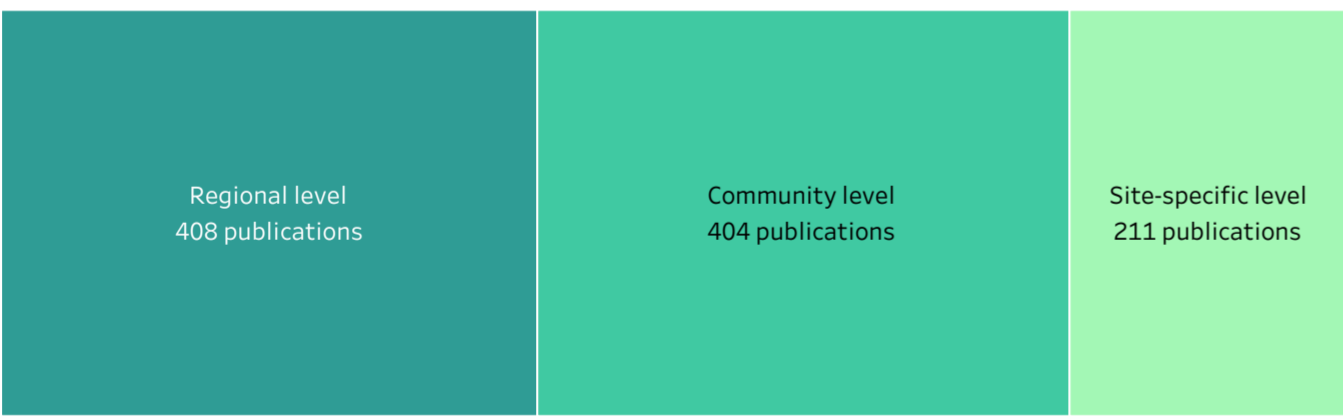 Regional level
408 publications
Community level
404 publications
Site-specific level
211 publications